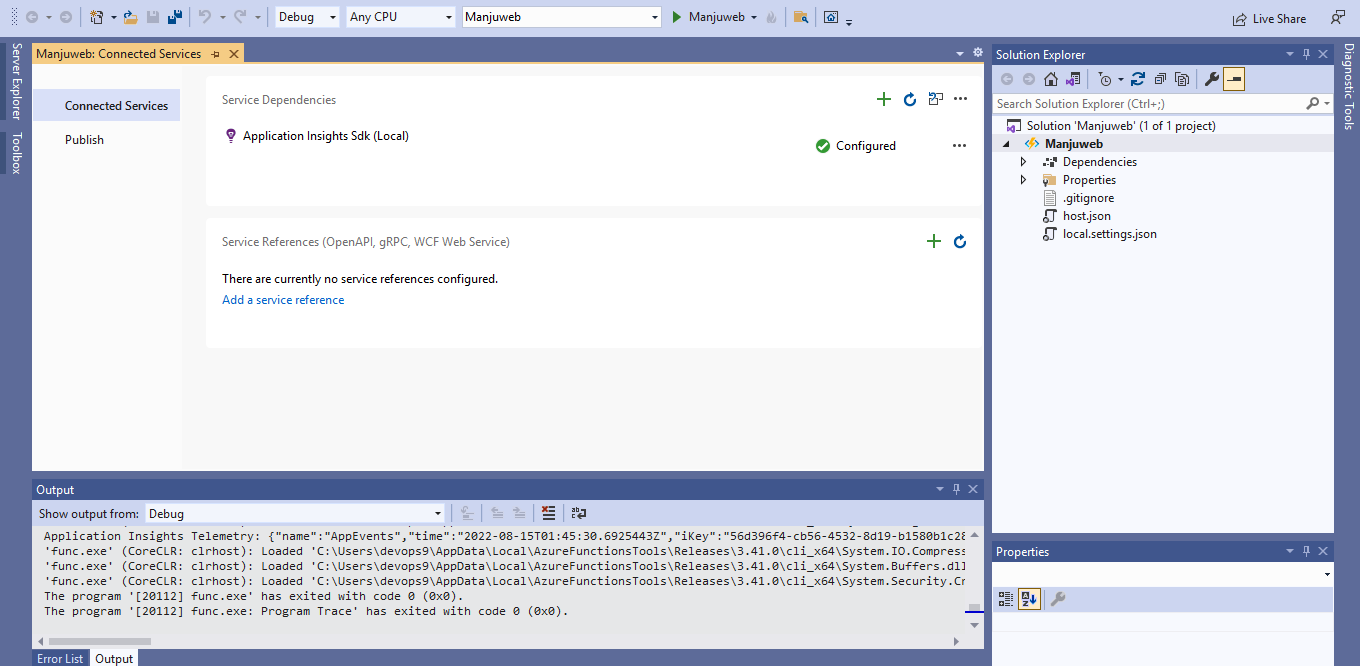 Debug
Any CPU
Manjuweb
Manjuweb
Live Share
Server Explorer
Toolbox
Manjuweb: Connected Services
Connected Services
Publish
Service Dependencies
Application Insights Sdk (Local)
Configured
Service References (OpenAPI, gRPC, WCF Web Service)
There are currently no service references configured.
Add a service reference
Solution Explorer
Search Solution Explorer (Ctrl+;)
Solution 'Manjuweb' (1 of 1 project)
Manjuweb
Dependencies
Properties
.gitignore
host.json
local.settings.json
Diagnostic Tools
Output
Show output from: Debug
Application Insights Telemetry: {"name":"AppEvents","time":"2022-08-15T01:45:30.6925443Z","iKey":"56d396f4-cb56-4532-8d19-b1580b1c28
'func.exe' (CoreCLR: clrhost): Loaded 'C:\Users\devops9\AppData\Local\AzureFunctionsTools\Releases\3.41.0\cli_x64\System.IO.Compress
'func.exe' (CoreCLR: clrhost): Loaded 'C:\Users\devops9\AppData\Local\AzureFunctionsTools\Releases\3.41.0\cli_x64\System.Buffers.dll
'func.exe' (CoreCLR: clrhost): Loaded 'C:\Users\devops9\AppData\Local\AzureFunctionsTools\Releases\3.41.0\cli_x64\System.Security.Cr
The program '[20112] func.exe' has exited with code 0 (0x0).
The program '[20112] func.exe: Program Trace' has exited with code 0 (0x0).
Error List
Output
Properties